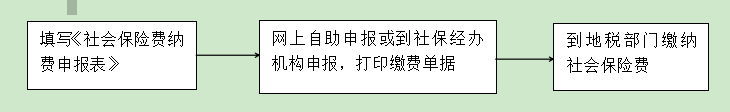 填写《社会保险费纳
费申报表》
网上自助申报或到社保经办
机构申报，打印缴费单据
到地税部门缴纳
社会保险费